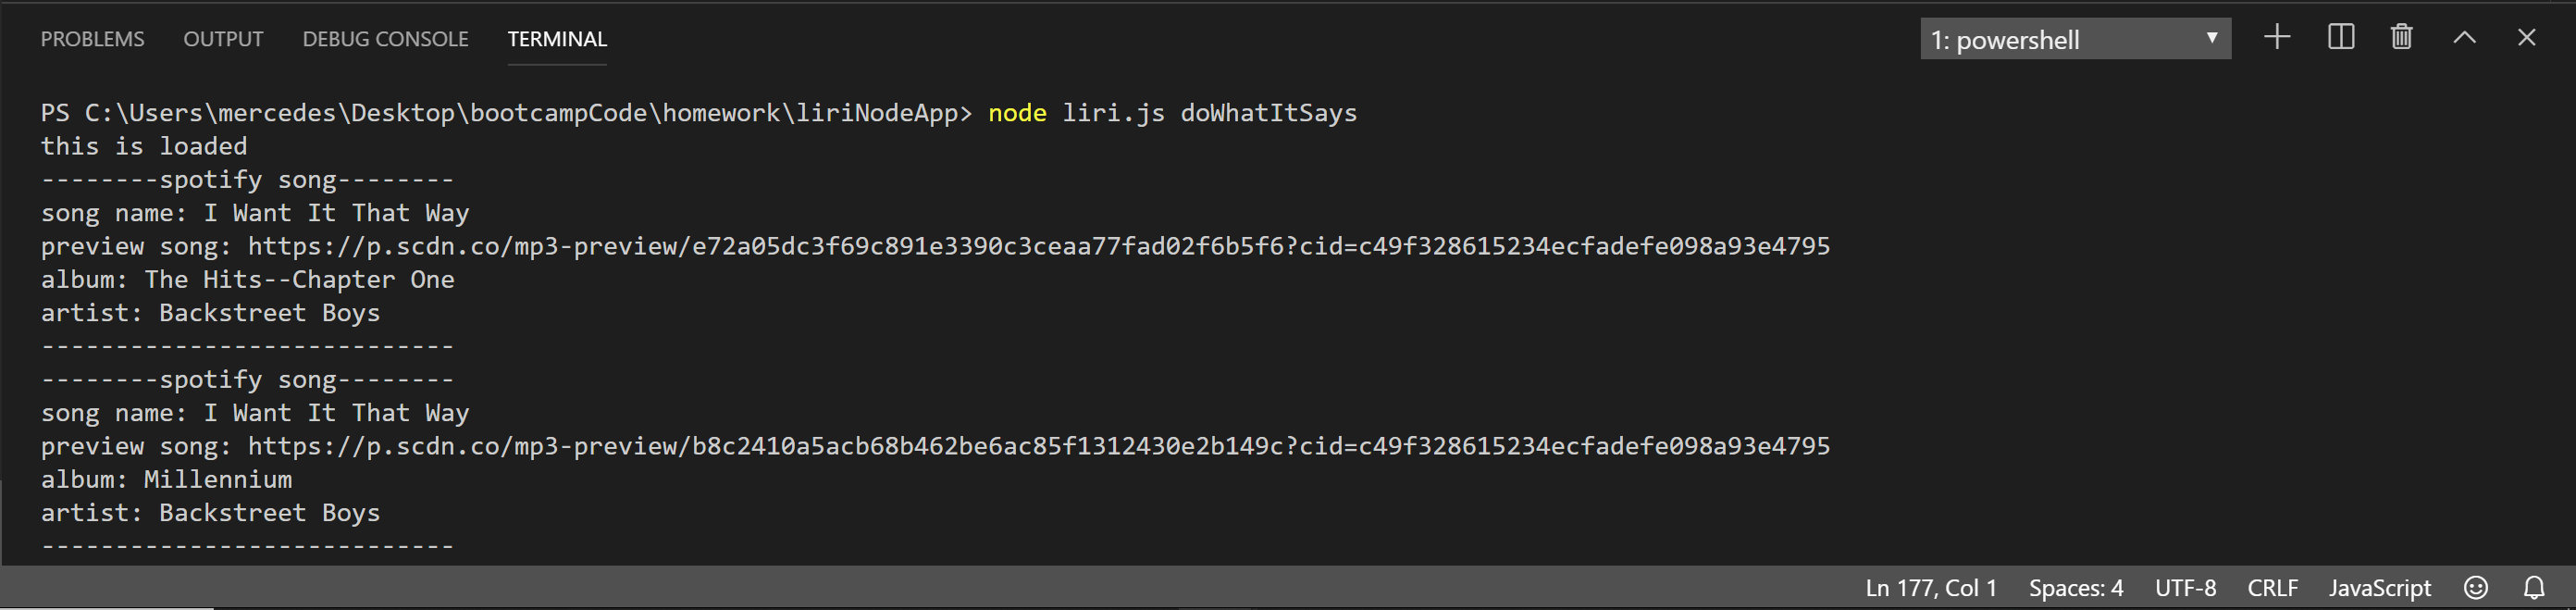 PROBLEMS OUTPUT DEBUG CONSOLE TERMINAL 1: powershell
PS C:\Users\mercedes\Desktop\bootcampCode\homework\liriNodeApp> node liri.js doWhatItSays
this is loaded
--------spotify song--------
song name: I Want It That Way
preview song: https://p.scdn.co/mp3-preview/e72a05dc3f69c891e3390c3ceaa77fad02f6b5f6?cid=c49f328615234ecfadefe098a93e4795
album: The Hits--Chapter One
artist: Backstreet Boys
----------------------------
--------spotify song--------
song name: I Want It That Way
preview song: https://p.scdn.co/mp3-preview/b8c2410a5acb68b462be6ac85f1312430e2b149c?cid=c49f328615234ecfadefe098a93e4795
album: Millennium
artist: Backstreet Boys
----------------------------
Ln 177, Col 1 Spaces: 4 UTF-8 CRLF JavaScript